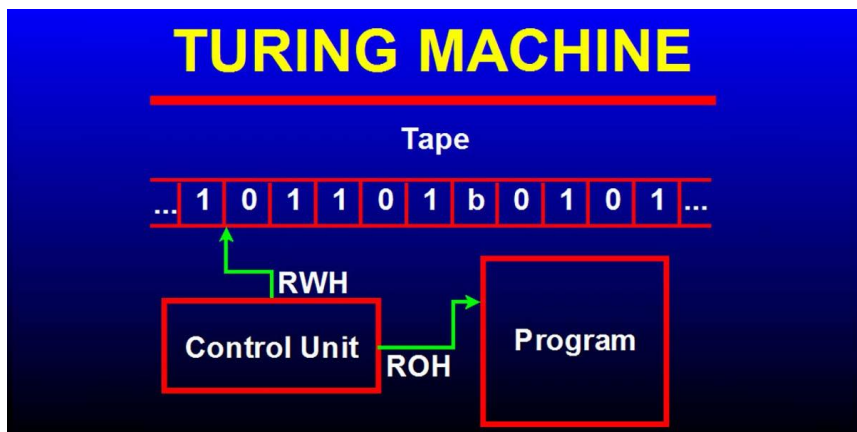 TURING MACHINE
Tape
... 1 0 1 1 0 1 b 0 1 0 1 ...
RWH
Control Unit
ROH
Program